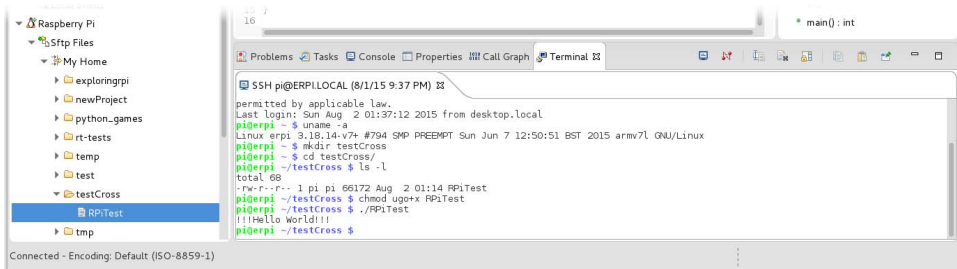 Raspberry Pi
Sftp Files
My Home
exploringrpi
newProject
python_games
rt-tests
temp
test
testCross
RPiTest
tmp
16
main() : int
Problems Tasks Console Properties Call Graph Terminal
SSH pi@ERPI.LOCAL (8/1/15 9:37 PM)
permitted by applicable law.
Last login: Sun Aug  2 01:37:12 2015 from desktop.local
pi@erpi ~ $ uname -a
Linux erpi 3.18.14-v7+ #794 SMP PREEMPT Sun Jun 7 12:50:51 BST 2015 armv7l GNU/Linux
pi@erpi ~ $ mkdir testCross
pi@erpi ~ $ cd testCross/
pi@erpi ~/testCross $ ls -l
total 68
-rw-r--r-- 1 pi pi 66172 Aug  2 01:14 RPiTest
pi@erpi ~/testCross $ chmod ugo+x RPiTest
pi@erpi ~/testCross $ ./RPiTest
!!!Hello World!!!
pi@erpi ~/testCross $
Connected - Encoding: Default (ISO-8859-1)